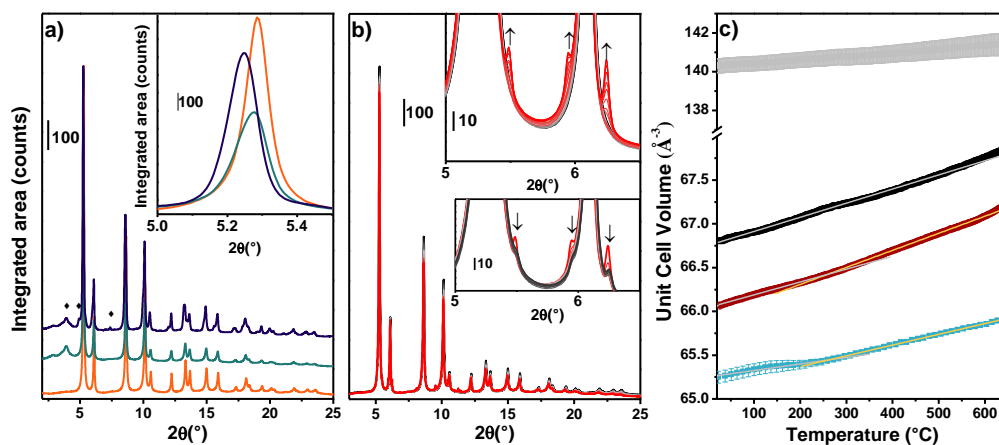 a)
Integrated area (counts)
100
5
10
15
20
25
2θ(°)
Integrated area (counts)
100
5.0
5.2
5.4
2θ(°)
b)
100
5
10
15
20
25
2θ(°)
10
5
6
2θ(°)
10
5
6
2θ(°)
c)
Unit Cell Volume (Å⁻³)
142
140
138
67.5
67.0
66.5
66.0
65.5
65.0
100 200 300 400 500 600
Temperature (°C)